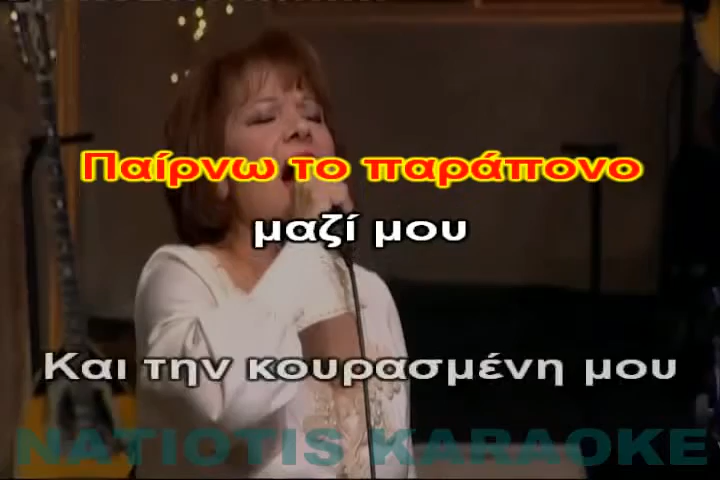 Παίρνω το παράπονο
μαζί μου
Και την κουρασμένη μου
NATIOTIS KARAOKE